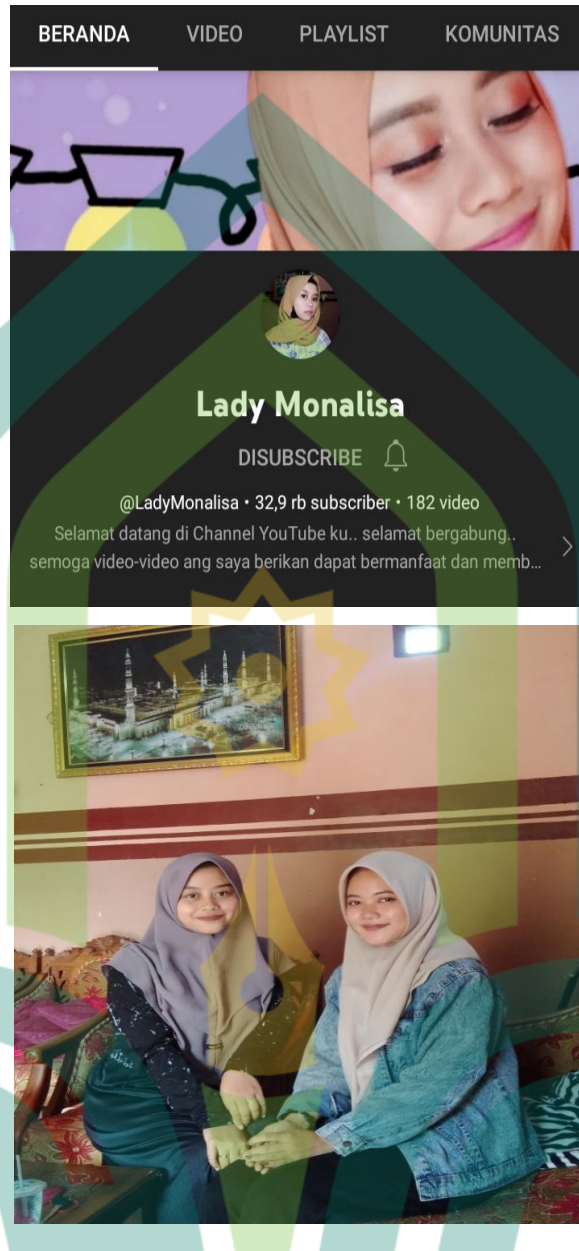 BERANDA VIDEO PLAYLIST KOMUNITAS
Lady Monalisa
DISUBSCRIBE
@LadyMonalisa • 32,9 rb subscriber • 182 video
Selamat datang di Channel YouTube ku.. selamat bergabung..
semoga video-video ang saya berikan dapat bermanfaat dan memb...